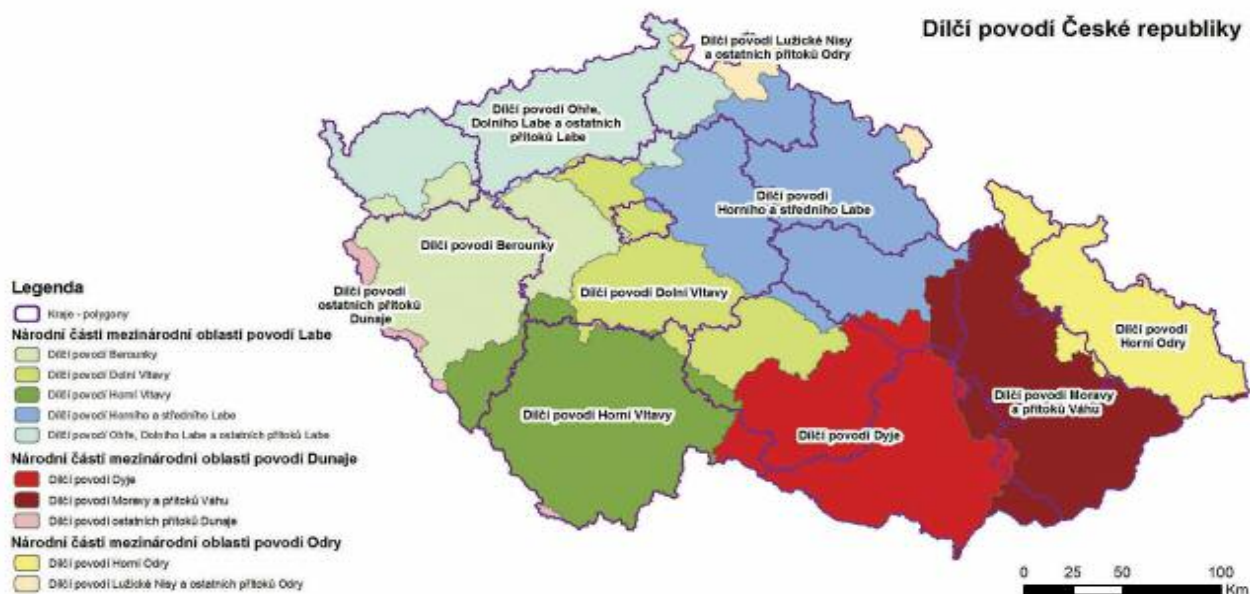 Dílčí povodí České republiky
Dílčí povodí Lužické Nisy
a ostatních přítoků Odry
Dílčí povodí Ohře,
Dolního Labe a ostatních
přítoků Labe
Dílčí povodí
Horního a středního Labe
Dílčí povodí Berounky
Dílčí povodí
ostatních přítoků
Dunaje
Dílčí povodí Dolní Vltavy
Dílčí povodí
Horní Odry
Dílčí povodí Moravy
a přítoků Váhu
Dílčí povodí Horní Vltavy
Dílčí povodí Dyje
Legenda
Kraje - polygony
Národní části mezinárodní oblasti povodí Labe
Dílčí povodí Berounky
Dílčí povodí Dolní Vltavy
Dílčí povodí Horní Vltavy
Dílčí povodí Horního a středního Labe
Dílčí povodí Ohře, Dolního Labe a ostatních přítoků Labe
Národní části mezinárodní oblasti povodí Dunaje
Dílčí povodí Dyje
Dílčí povodí Moravy a přítoků Váhu
Dílčí povodí ostatních přítoků Dunaje
Národní části mezinárodní oblasti povodí Odry
Dílčí povodí Horní Odry
Dílčí povodí Lužické Nisy a ostatních přítoků Odry
0 25 50 100
Km